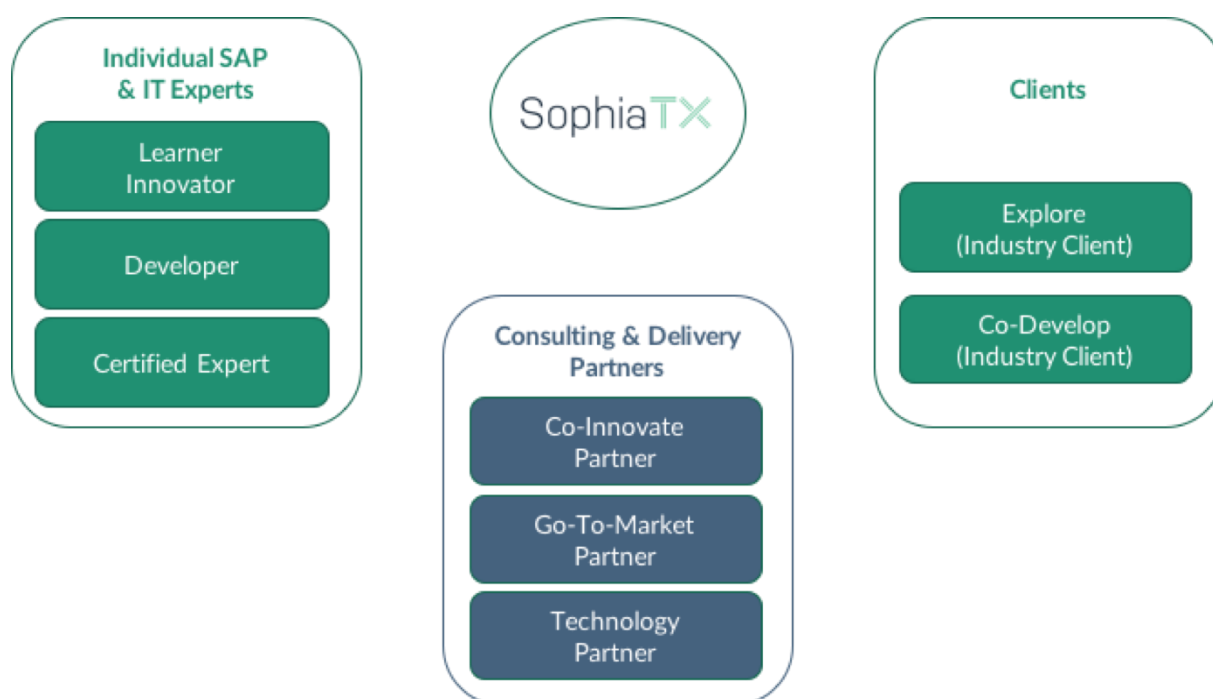 Individual SAP
& IT Experts
Learner
Innovator
Developer
Certified Expert
SophiaTX
Clients
Explore
(Industry Client)
Co-Develop
(Industry Client)
Consulting & Delivery
Partners
Co-Innovate
Partner
Go-To-Market
Partner
Technology
Partner